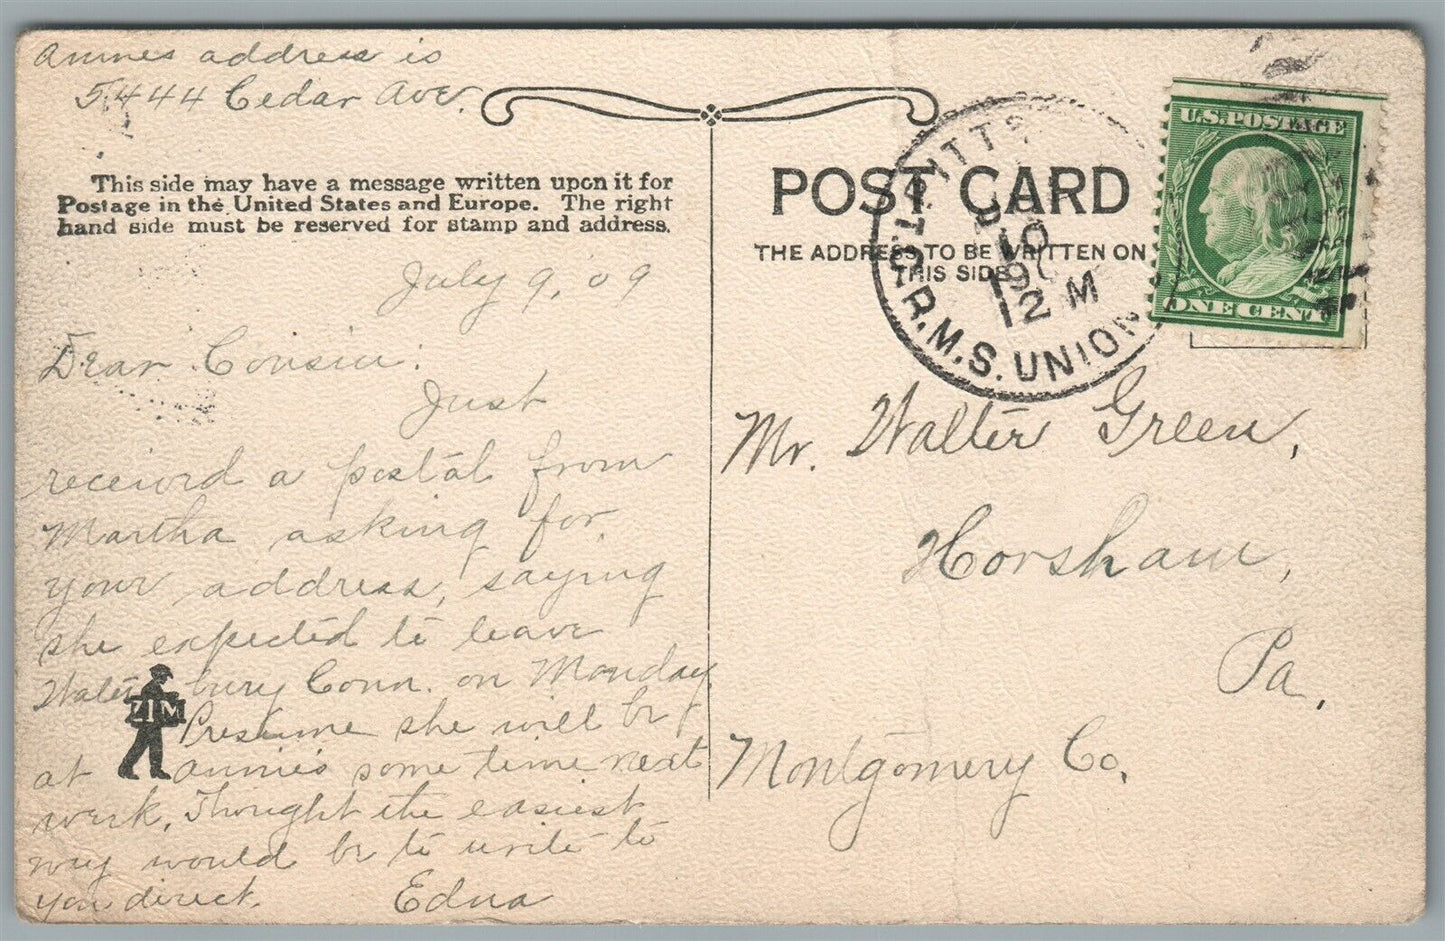 Annies address is
5444 Cedar Ave.
This side may have a message written upon it for
Postage in the United States and Europe. The right
hand side must be reserved for stamp and address.
July 9, 09
Dear Cousin:
Just
received a postal from
Martha asking for
your address, saying
she expected to leave
Waterbury Conn. on Monday
Presume she will be
at Annie's some time next
week, Thought the easiest
way would be to write to
you direct. Edna
ZIM
POST CARD
THE ADDRESS TO BE WRITTEN ON
THIS SIDE
PITTS
R.M.S. UNION
12 M
U.S. POSTAGE
ONE CENT
Mr. Walter Green,
Horsham,
Pa.
Montgomery Co.